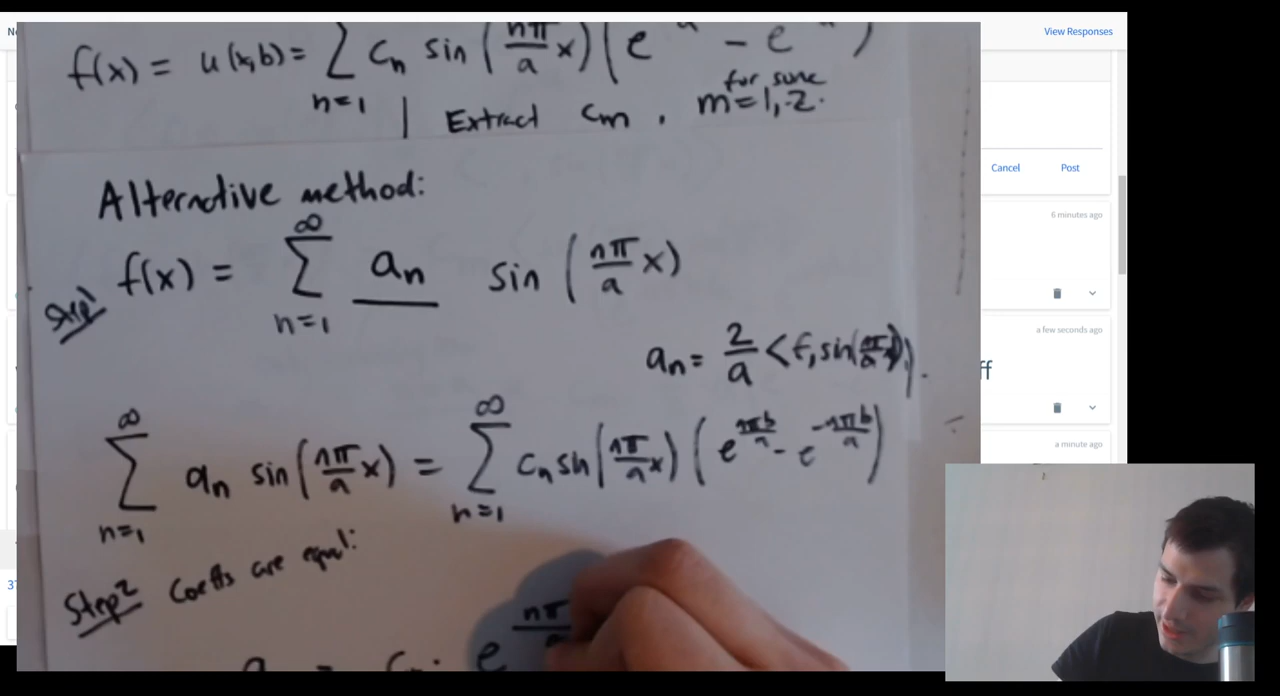 View Responses
f(x) = u(x,b) = ∑ n=1 cn sin (nπ/a x) (e - e )
for some
| Extract cm . m=1,2.
Cancel Post
Alternative method:
6 minutes ago
Step 1 f(x) = ∑ n=1 ∞ an sin (nπ/a x)
a few seconds ago
an = 2/a <f, sin(nπ/a
ff
∑ n=1 ∞ an sin(nπ/a x) = ∑ n=1 ∞ cn sin(nπ/a x) (e^(nπb/a) - e^(-nπb/a))
a minute ago
Step 2 Coeffs are equal:
a = c . e nπ